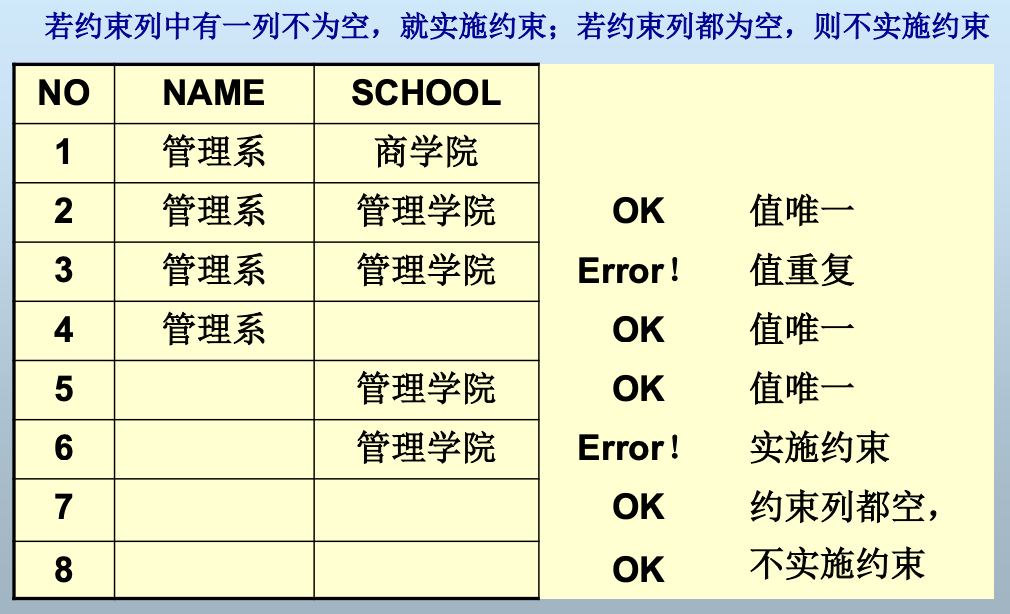 若约束列中有一列不为空，就实施约束；若约束列都为空，则不实施约束
NO NAME SCHOOL
1 管理系 商学院
2 管理系 管理学院 OK 值唯一
3 管理系 管理学院 Error！ 值重复
4 管理系 OK 值唯一
5 管理学院 OK 值唯一
6 管理学院 Error！ 实施约束
7 OK 约束列都空，
8 OK 不实施约束